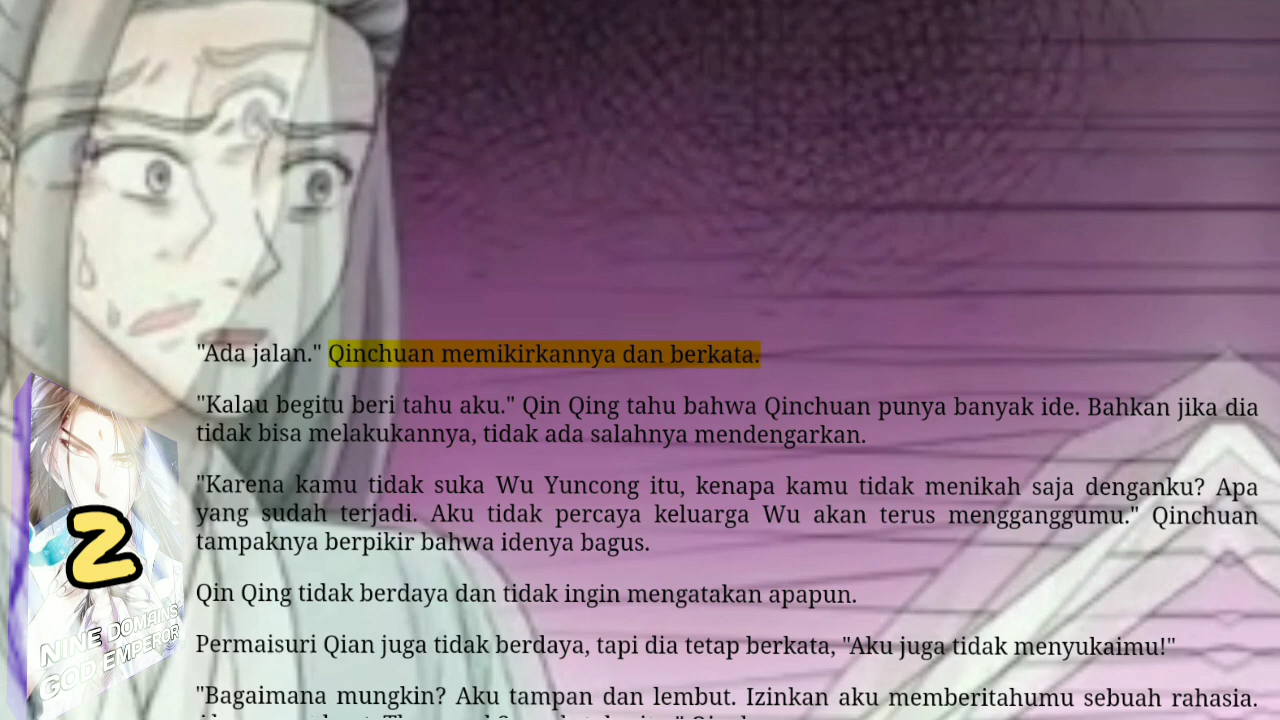 "Ada jalan." Qinchuan memikirkannya dan berkata.
"Kalau begitu beri tahu aku." Qin Qing tahu bahwa Qinchuan punya banyak ide. Bahkan jika dia
tidak bisa melakukannya, tidak ada salahnya mendengarkan.
"Karena kamu tidak suka Wu Yuncong itu, kenapa kamu tidak menikah saja denganku? Apa
yang sudah terjadi. Aku tidak percaya keluarga Wu akan terus mengganggumu." Qinchuan
tampaknya berpikir bahwa idenya bagus.
Qin Qing tidak berdaya dan tidak ingin mengatakan apapun.
Permaisuri Qian juga tidak berdaya, tapi dia tetap berkata, "Aku juga tidak menyukaimu!"
"Bagaimana mungkin? Aku tampan dan lembut. Izinkan aku memberitahumu sebuah rahasia.
2
NINE DOMAINS'
GOD EMPEROR